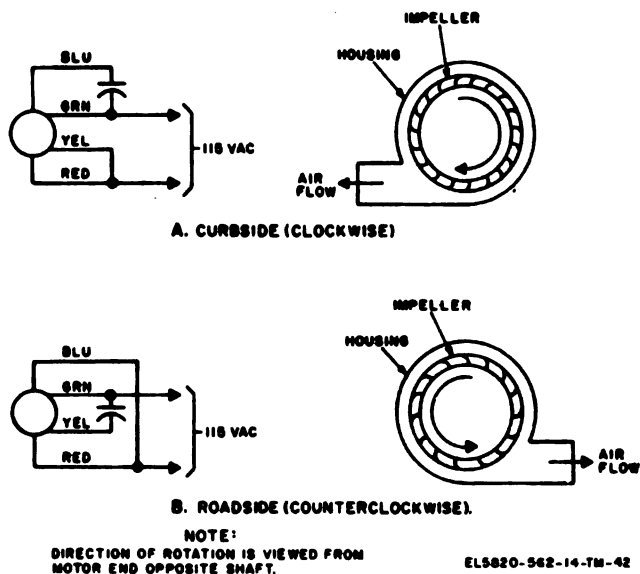 IMPELLER
HOUSING
BLU
GRN
YEL
RED
115 VAC
AIR
FLOW
A. CURBSIDE (CLOCKWISE)
IMPELLER
HOUSING
BLU
GRN
YEL
RED
115 VAC
AIR
FLOW
B. ROADSIDE (COUNTERCLOCKWISE).
NOTE:
DIRECTION OF ROTATION IS VIEWED FROM
MOTOR END OPPOSITE SHAFT.
EL5820-562-14-TM-42